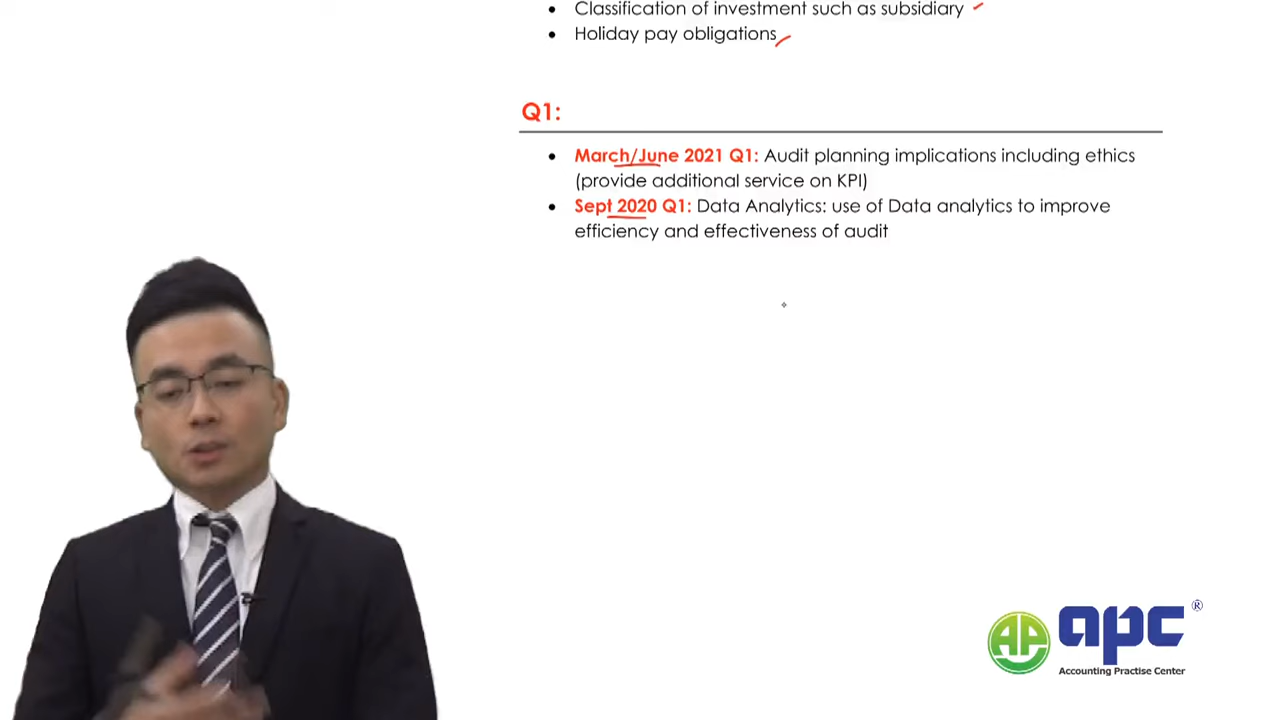 • Classification of investment such as subsidiary
• Holiday pay obligations
Q1:
• March/June 2021 Q1: Audit planning implications including ethics
(provide additional service on KPI)
• Sept 2020 Q1: Data Analytics: use of Data analytics to improve
efficiency and effectiveness of audit
AP apc ®
Accounting Practise Center